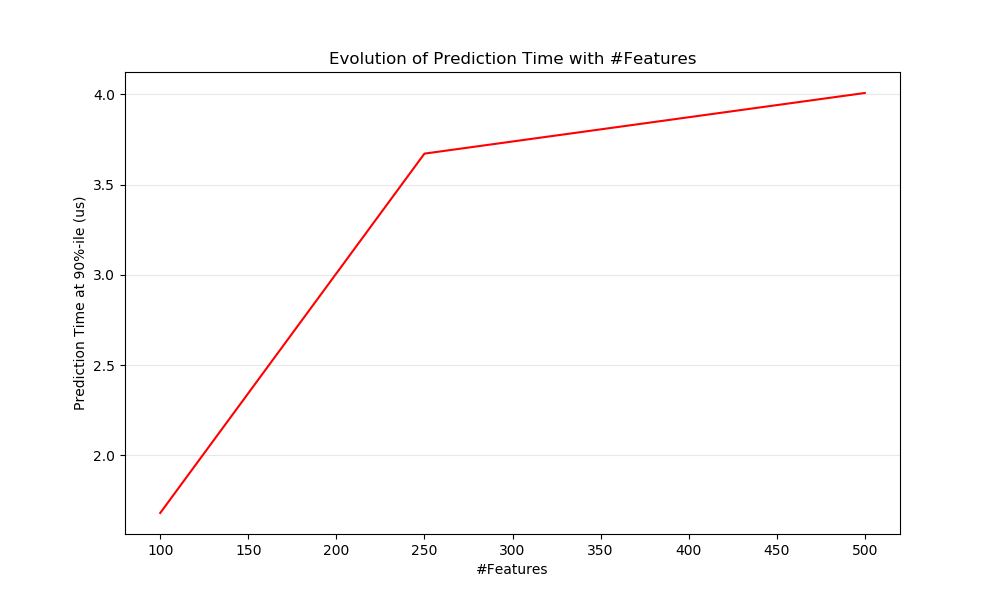 Evolution of Prediction Time with #Features
Prediction Time at 90%-ile (us)
4.0
3.5
3.0
2.5
2.0
100 150 200 250 300 350 400 450 500
#Features